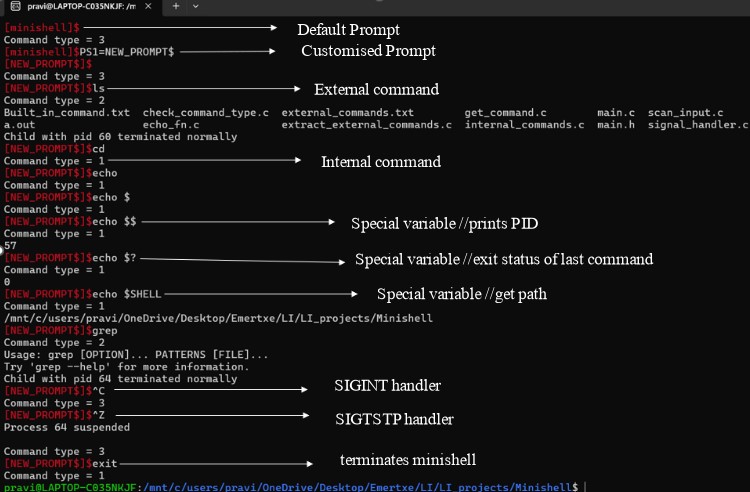 pravi@LAPTOP-C035NKJF: /m × + ⌄
[minishell]$ Default Prompt
Command type = 3
[minishell]$PS1=NEW_PROMPT$ Customised Prompt
[NEW_PROMPT$]$
Command type = 3
[NEW_PROMPT$]$ls External command
Command type = 2
Built_in_command.txt check_command_type.c external_commands.txt get_command.c main.c scan_input.c
a.out echo_fn.c extract_external_commands.c internal_commands.c main.h signal_handler.c
Child with pid 60 terminated normally
[NEW_PROMPT$]$cd
Command type = 1 Internal command
[NEW_PROMPT$]$echo
Command type = 1
[NEW_PROMPT$]$echo $
Command type = 1
[NEW_PROMPT$]$echo $$ Special variable //prints PID
Command type = 1
57
[NEW_PROMPT$]$echo $? Special variable //exit status of last command
Command type = 1
0
[NEW_PROMPT$]$echo $SHELL Special variable //get path
Command type = 1
/mnt/c/users/pravi/OneDrive/Desktop/Emertxe/LI/LI_projects/Minishell
[NEW_PROMPT$]$grep
Command type = 2
Usage: grep [OPTION]... PATTERNS [FILE]...
Try 'grep --help' for more information.
Child with pid 64 terminated normally
[NEW_PROMPT$]$^C SIGINT handler
Command type = 3
[NEW_PROMPT$]$^Z SIGTSTP handler
Process 64 suspended
Command type = 3
[NEW_PROMPT$]$exit terminates minishell
Command type = 1
pravi@LAPTOP-C035NKJF:/mnt/c/users/pravi/OneDrive/Desktop/Emertxe/LI/LI_projects/Minishell$